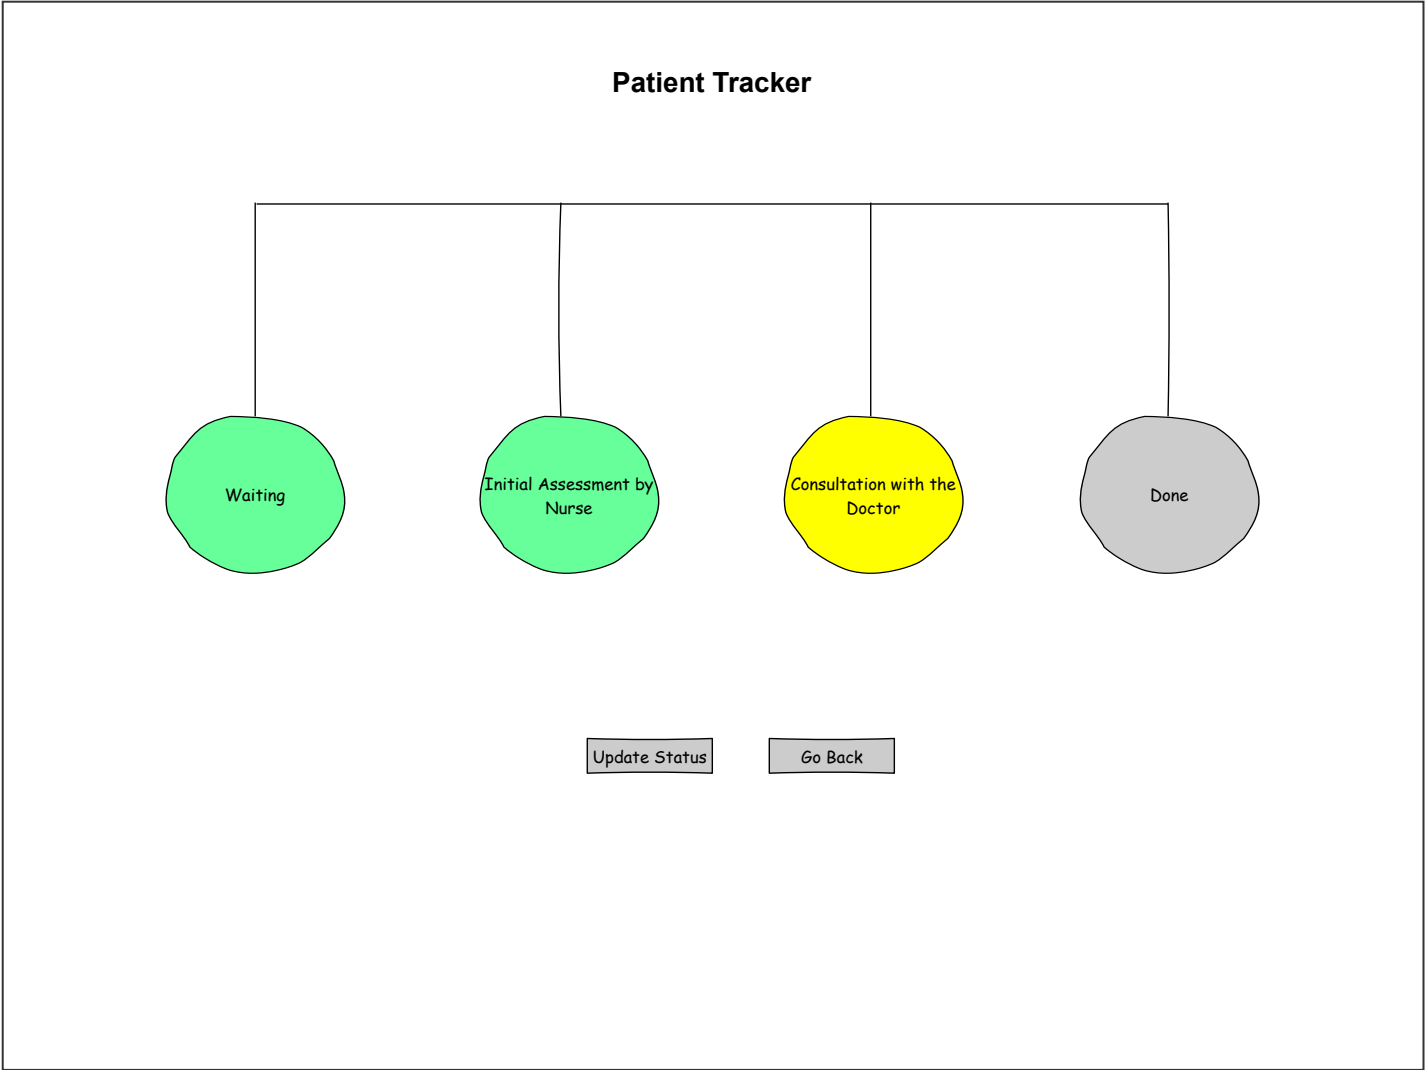 Patient Tracker
Waiting
Initial Assessment by
Nurse
Consultation with the
Doctor
Done
Update Status
Go Back